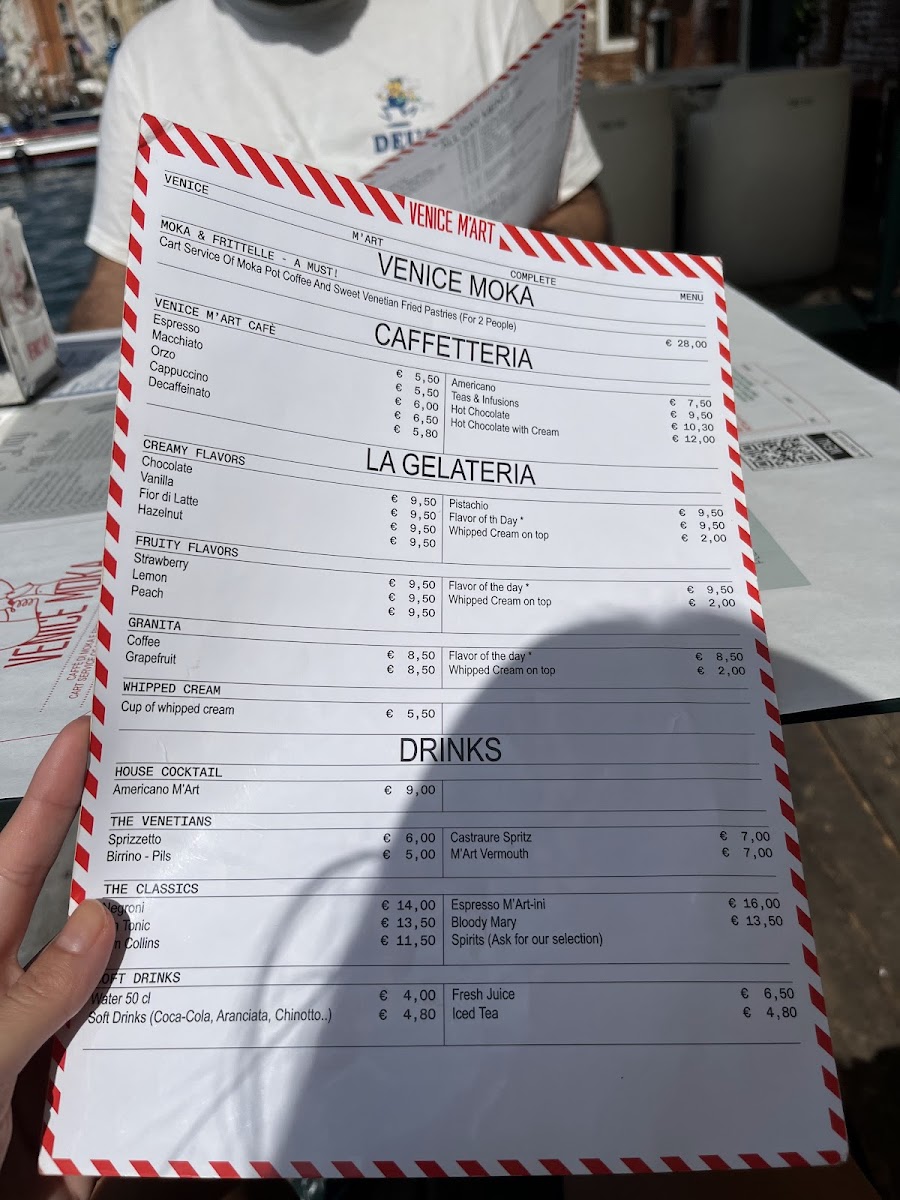 DEUS
VENICE M'ART
VENICE M'ART COMPLETE MENU
VENICE MOKA
MOKA & FRITTELLE - A MUST!
Cart Service Of Moka Pot Coffee And Sweet Venetian Fried Pastries (For 2 People) € 28,00
CAFFETTERIA
VENICE M'ART CAFÈ
Espresso € 5,50 Americano € 7,50
Macchiato € 5,50 Teas & Infusions € 9,50
Orzo € 6,00 Hot Chocolate € 10,30
Cappuccino € 6,50 Hot Chocolate with Cream € 12,00
Decaffeinato € 5,80
LA GELATERIA
CREAMY FLAVORS
Chocolate € 9,50 Pistachio € 9,50
Vanilla € 9,50 Flavor of th Day * € 9,50
Fior di Latte € 9,50 Whipped Cream on top € 2,00
Hazelnut € 9,50
FRUITY FLAVORS
Strawberry € 9,50 Flavor of the day * € 9,50
Lemon € 9,50 Whipped Cream on top € 2,00
Peach € 9,50
GRANITA
Coffee € 8,50 Flavor of the day * € 8,50
Grapefruit € 8,50 Whipped Cream on top € 2,00
WHIPPED CREAM
Cup of whipped cream € 5,50
DRINKS
HOUSE COCKTAIL
Americano M'Art € 9,00
THE VENETIANS
Sprizzetto € 6,00 Castraure Spritz € 7,00
Birrino - Pils € 5,00 M'Art Vermouth € 7,00
THE CLASSICS
Negroni € 14,00 Espresso M'Art-ini € 16,00
Tonic € 13,50 Bloody Mary € 13,50
Collins € 11,50 Spirits (Ask for our selection)
SOFT DRINKS
Water 50 cl € 4,00 Fresh Juice € 6,50
Soft Drinks (Coca-Cola, Aranciata, Chinotto..) € 4,80 Iced Tea € 4,80
VENICE MOKA